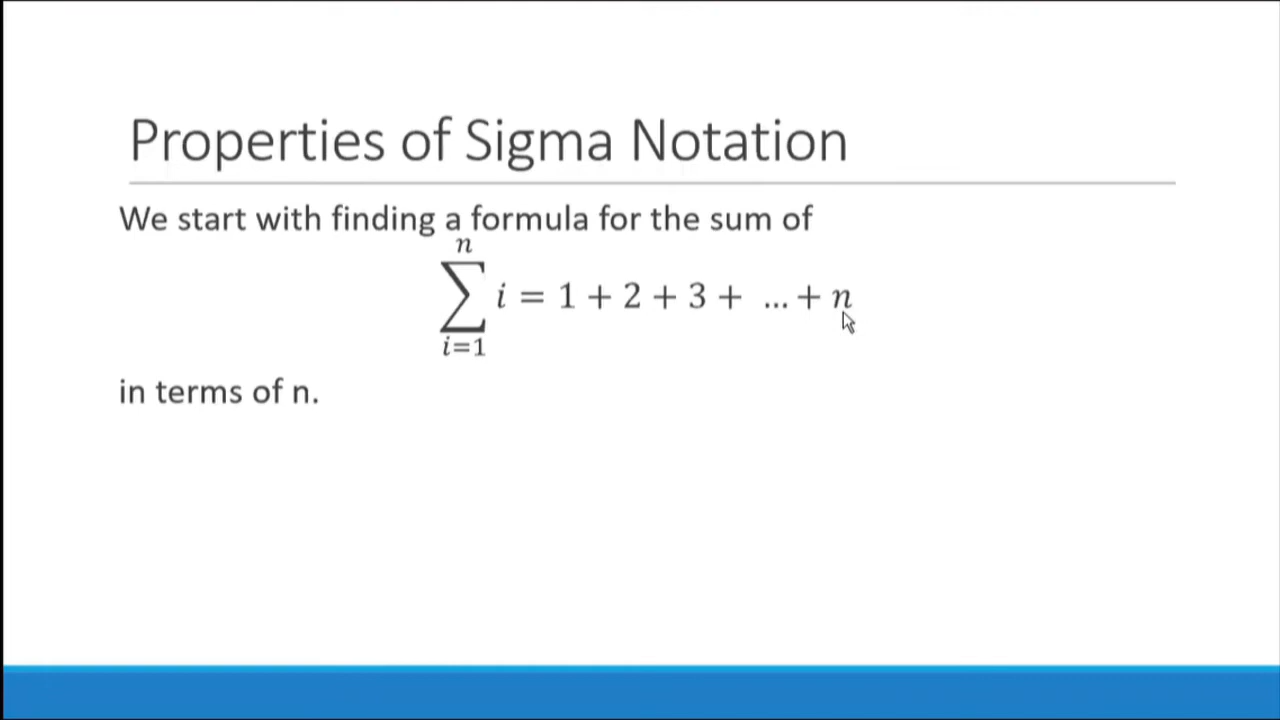 Properties of Sigma Notation
We start with finding a formula for the sum of
n
∑ i = 1 + 2 + 3 + … + n
i=1
in terms of n.